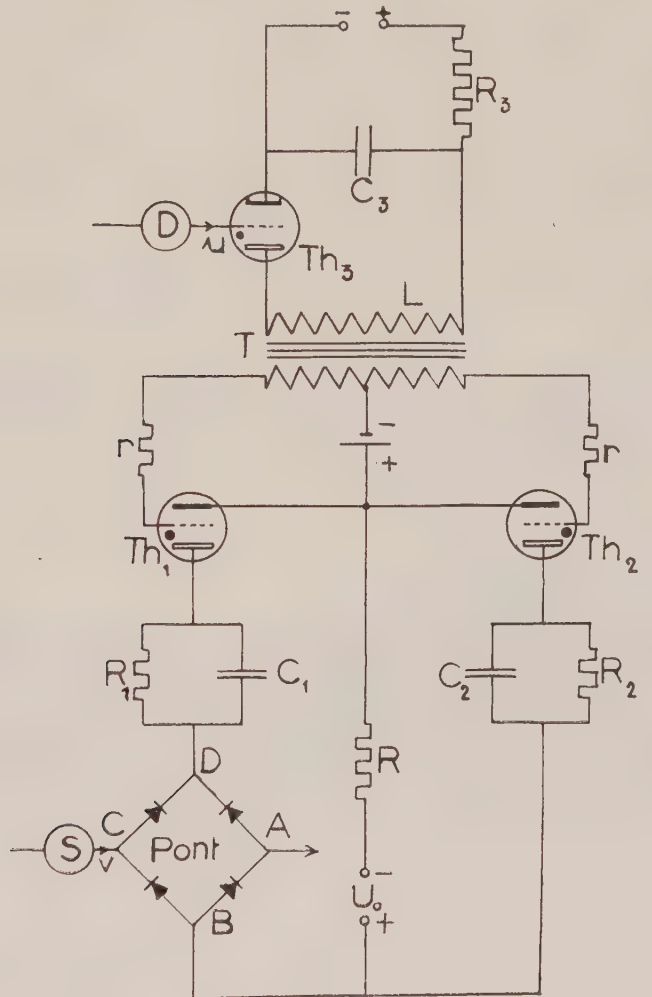 - +
R3
C3
D
u
Th3
L
T
-
+
r
r
Th1
Th2
R1
C1
C2
R2
D
R
C
A
S
Pont
V
-
U0
B
+